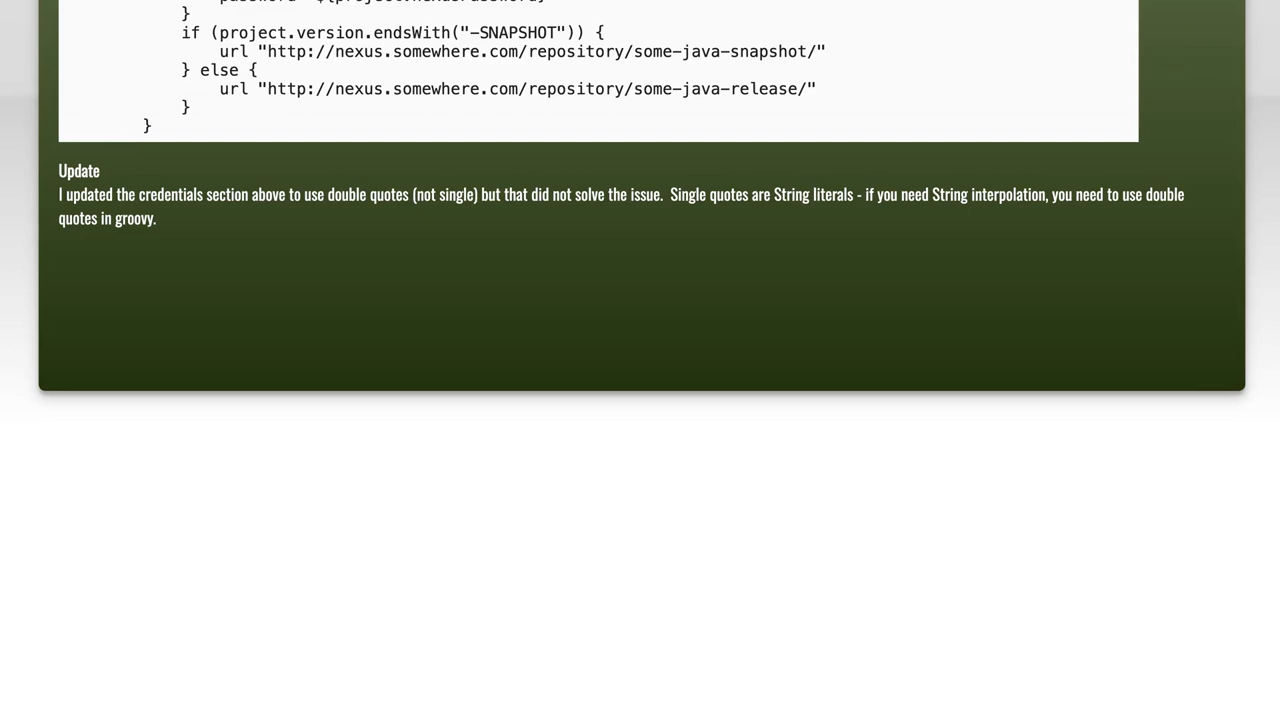 }
if (project.version.endsWith("-SNAPSHOT")) {
url "http://nexus.somewhere.com/repository/some-java-snapshot/"
} else {
url "http://nexus.somewhere.com/repository/some-java-release/"
}
}
Update
I updated the credentials section above to use double quotes (not single) but that did not solve the issue.  Single quotes are String literals - if you need String interpolation, you need to use double
quotes in groovy.